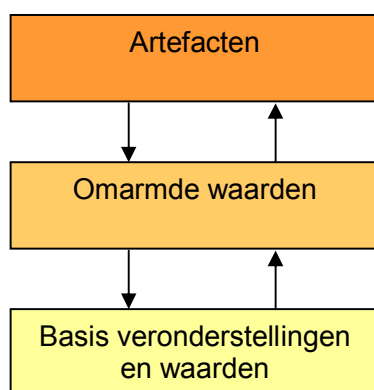 Artefacten
Omarmde waarden
Basis veronderstellingen
en waarden